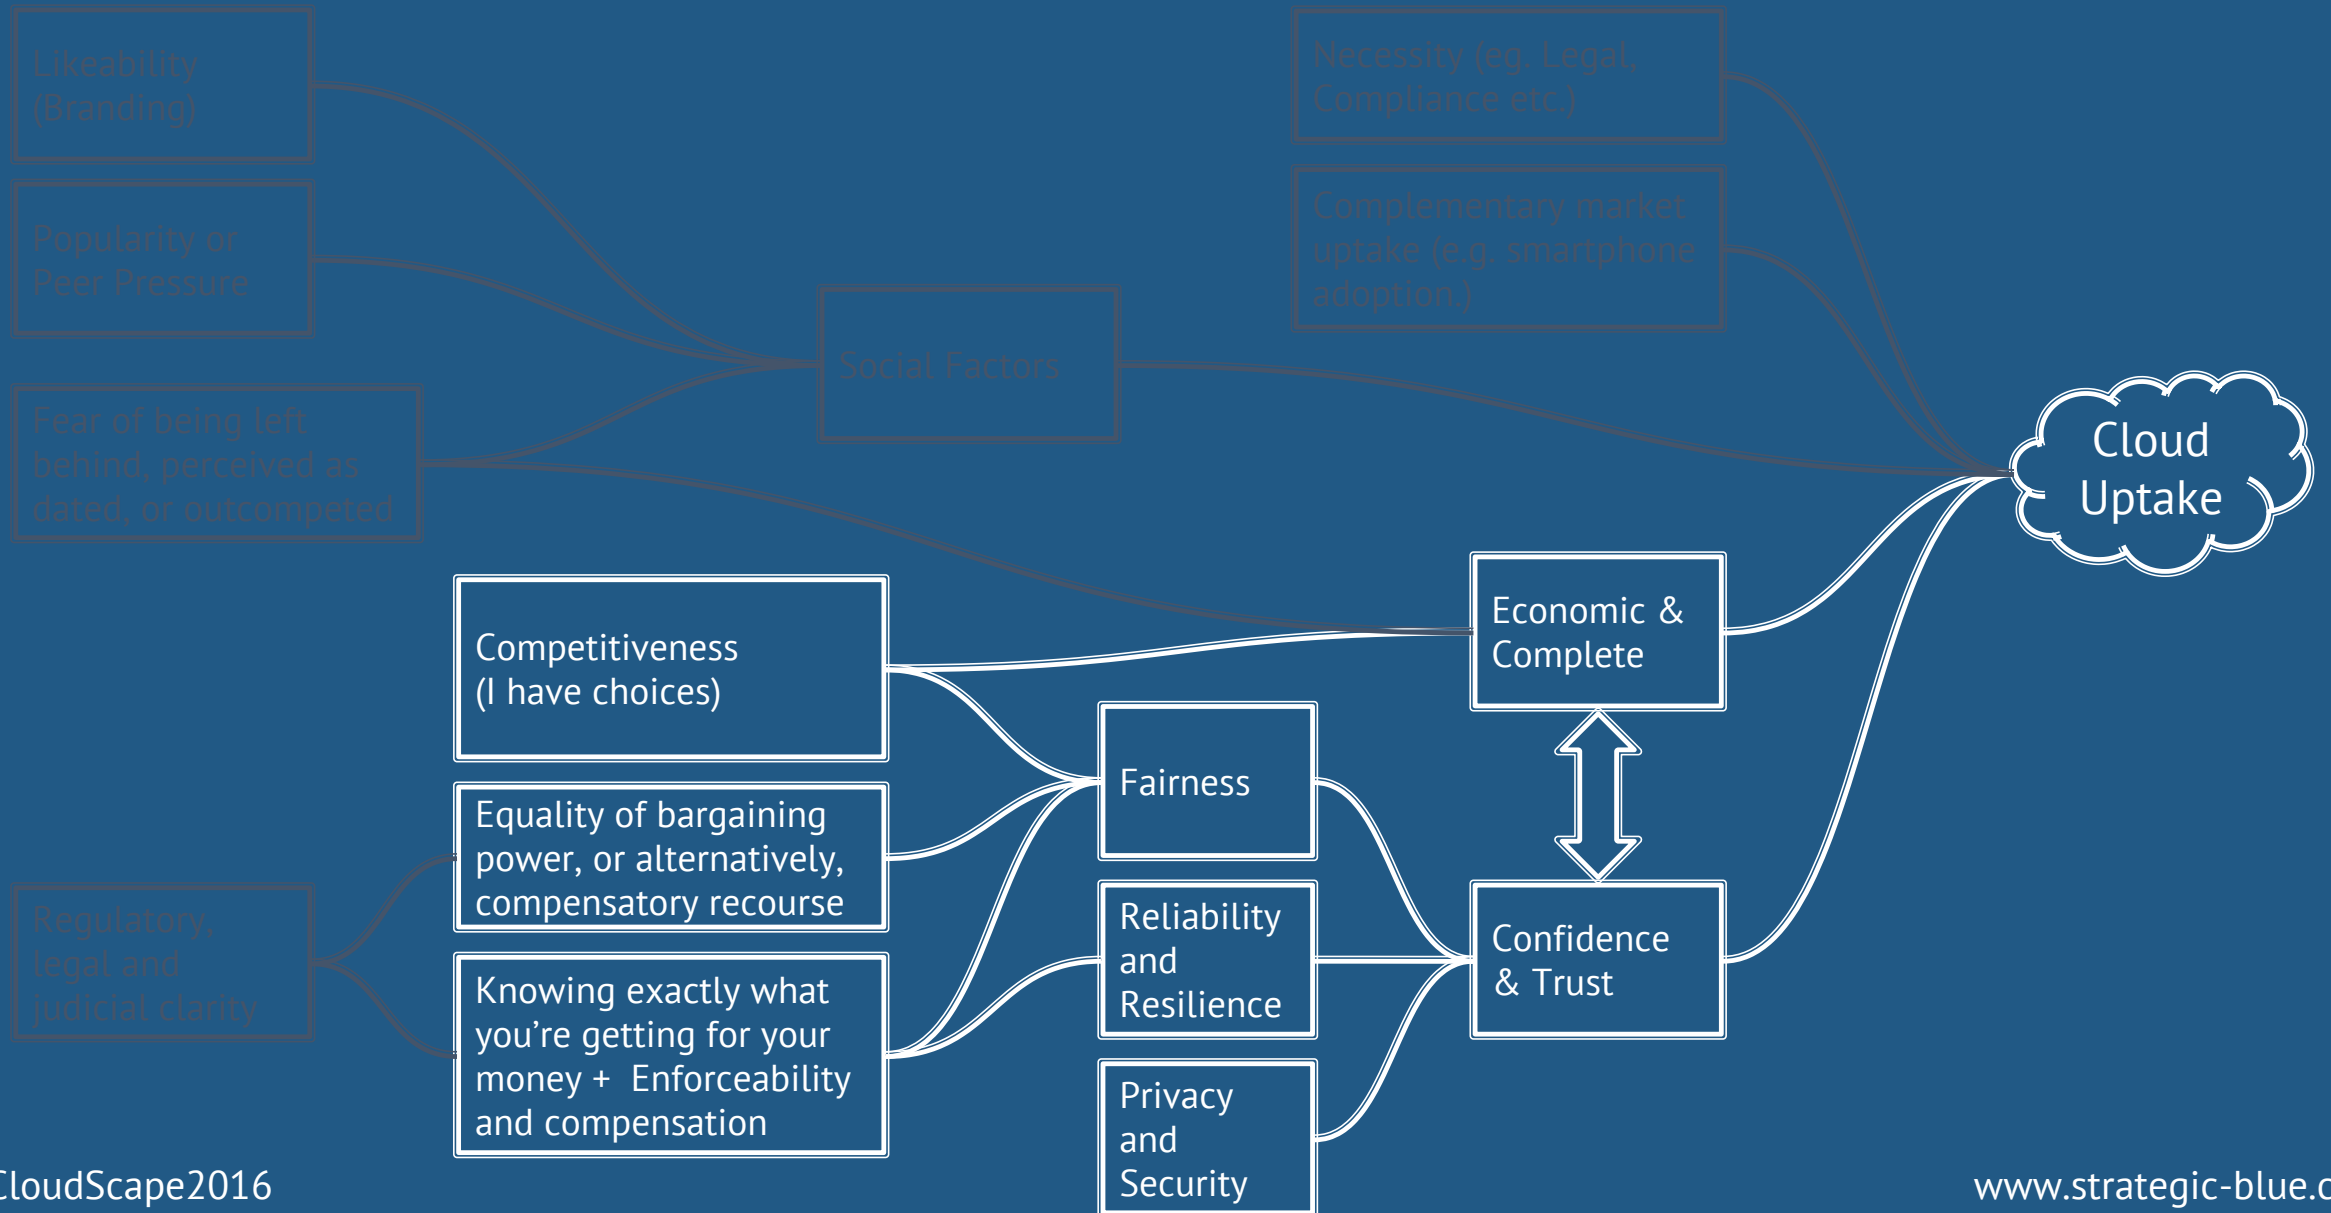 Likeability
(Branding)
Popularity or
Peer Pressure
Fear of being left
behind, perceived as
dated, or outcompeted
Social Factors
Necessity (eg. Legal,
Compliance etc.)
Complementary market
uptake (e.g. smartphone
adoption.)
Cloud
Uptake
Competitiveness
(I have choices)
Equality of bargaining
power, or alternatively,
compensatory recourse
Knowing exactly what
you’re getting for your
money + Enforceability
and compensation
Regulatory,
legal and
judicial clarity
Fairness
Reliability
and
Resilience
Privacy
and
Security
Economic &
Complete
Confidence
& Trust
CloudScape2016
www.strategic-blue.c